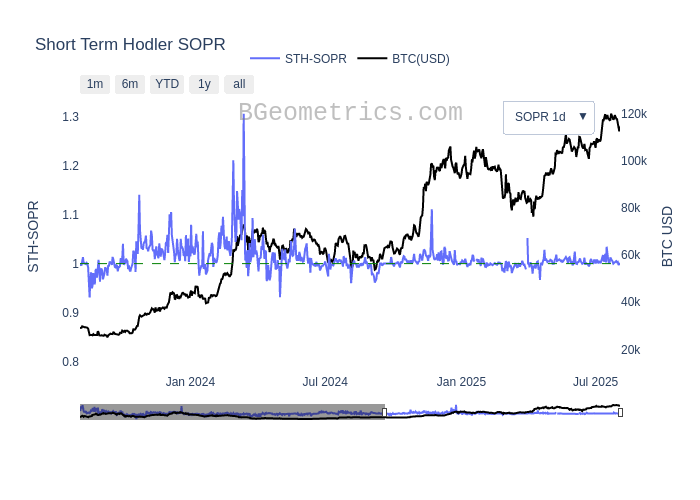 Short Term Hodler SOPR
STH-SOPR
BTC(USD)
1m
6m
YTD
1y
all
BGeometrics.com
SOPR 1d ▼
1.3
1.2
1.1
1
0.9
0.8
STH-SOPR
120k
100k
80k
60k
40k
20k
BTC USD
Jan 2024
Jul 2024
Jan 2025
Jul 2025